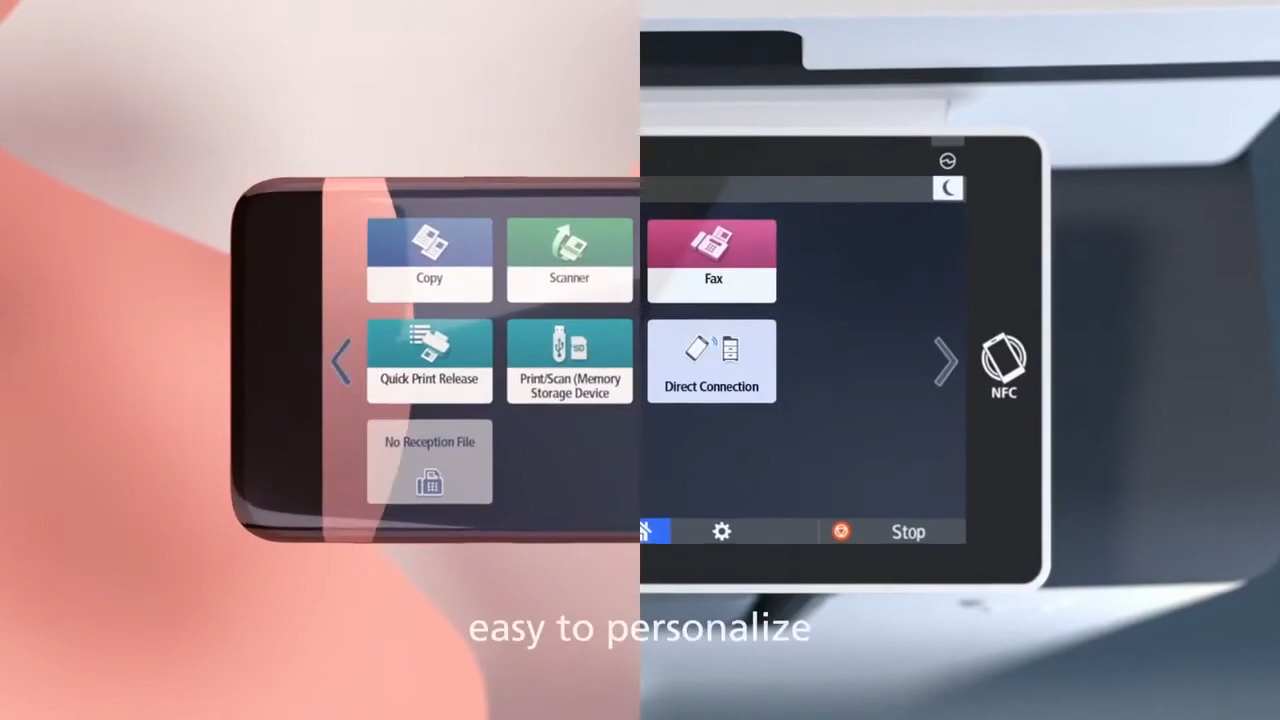 Copy
Scanner
Fax
Quick Print Release
SD
Print/Scan (Memory
Storage Device
Direct Connection
NFC
No Reception File
Stop
easy to personalize